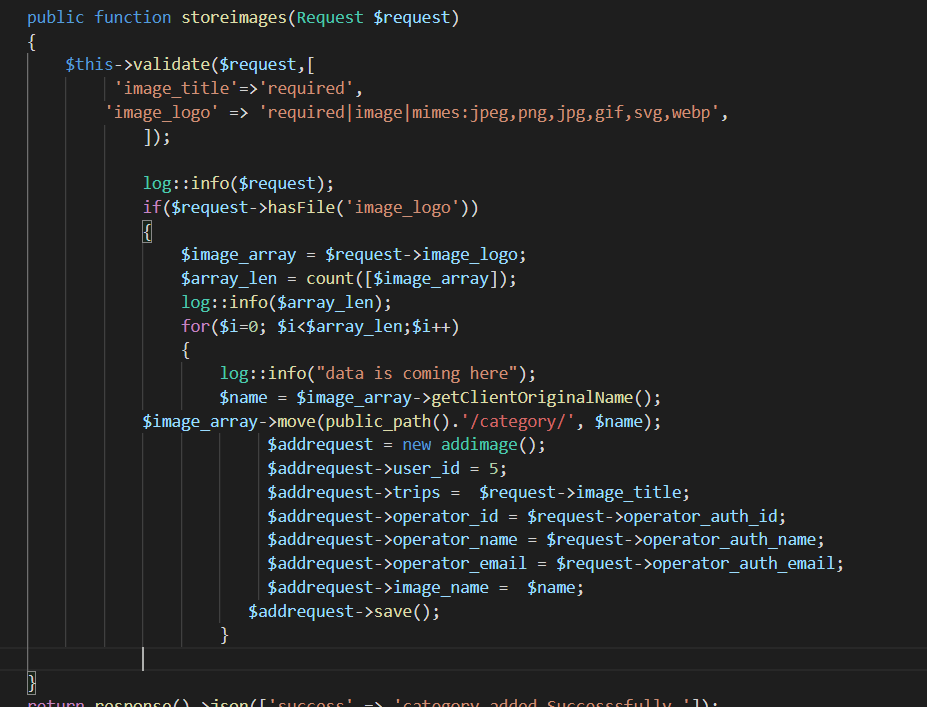 public function storeimages(Request $request)
{
$this->validate($request,[
'image_title'=>'required',
'image_logo' => 'required|image|mimes:jpeg,png,jpg,gif,svg,webp',
]);
log::info($request);
if($request->hasFile('image_logo'))
{
$image_array = $request->image_logo;
$array_len = count([$image_array]);
log::info($array_len);
for($i=0; $i<$array_len;$i++)
{
log::info("data is coming here");
$name = $image_array->getClientOriginalName();
$image_array->move(public_path().'/category/', $name);
$addrequest = new addimage();
$addrequest->user_id = 5;
$addrequest->trips =  $request->image_title;
$addrequest->operator_id = $request->operator_auth_id;
$addrequest->operator_name = $request->operator_auth_name;
$addrequest->operator_email = $request->operator_auth_email;
$addrequest->image_name =  $name;
$addrequest->save();
}
}
return response()->json(['success' => 'category added Successsfully ']);